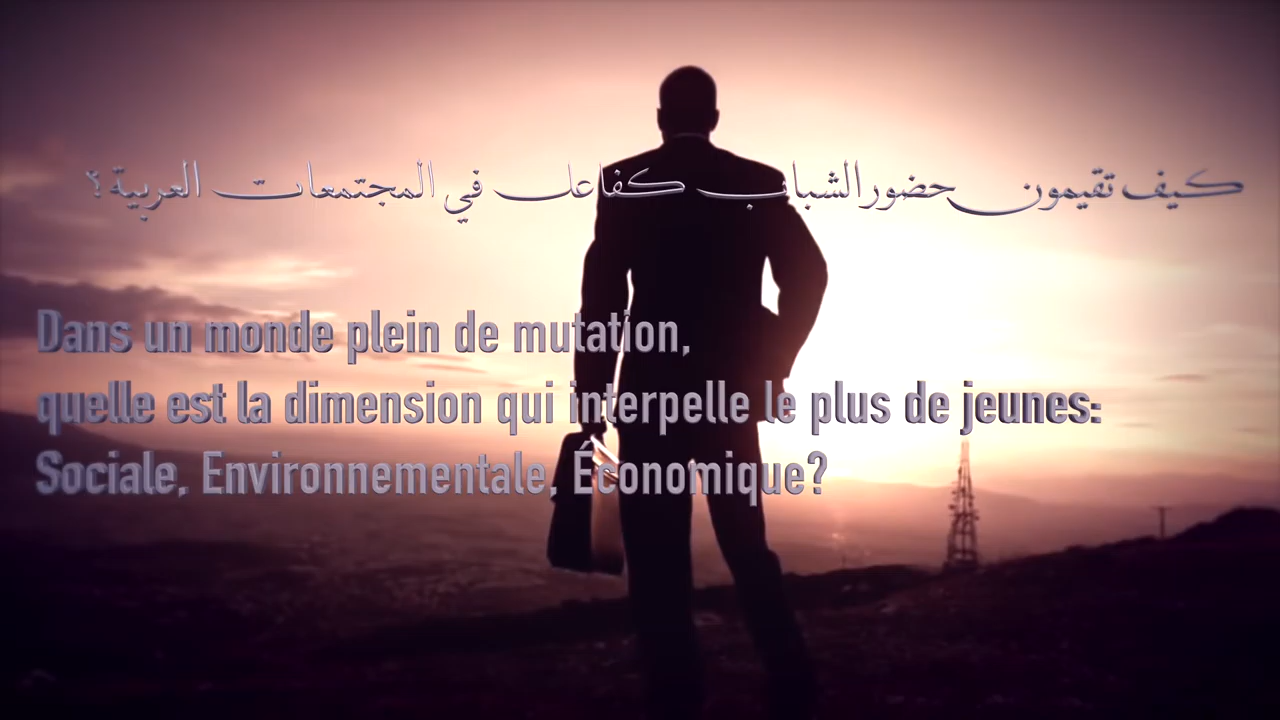 كيف تقيمون حضور الشباب كفاعل في المجتمعات العربية؟
Dans un monde plein de mutation,
quelle est la dimension qui interpelle le plus de jeunes:
Sociale, Environnementale, Économique?